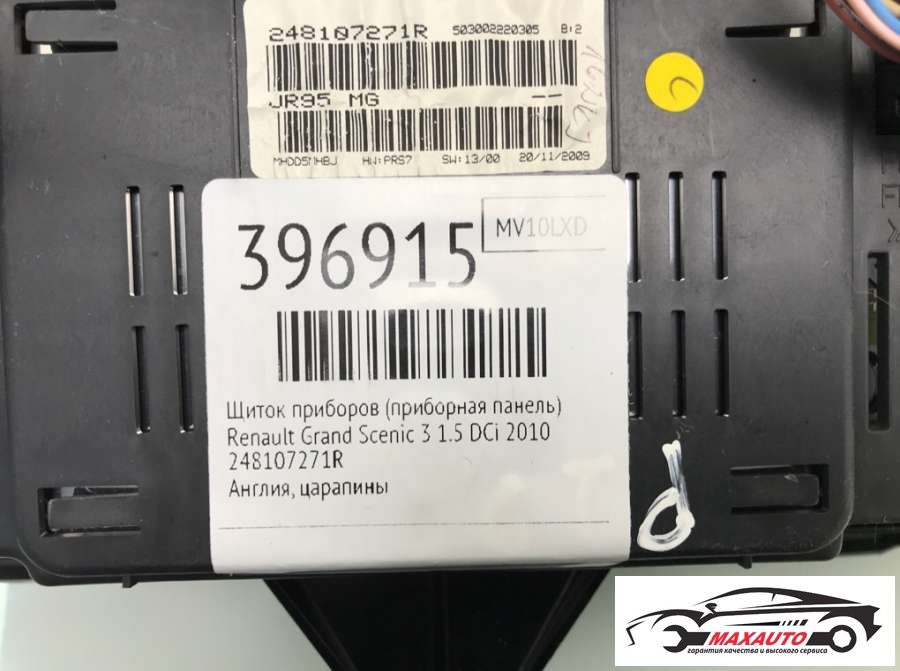 248107271R 503002220305 B:2
JR95 MG --
MHDD5MHBJ HW:PRS7 SW:13/00 20/11/2009
396915 MV10LXD
Щиток приборов (приборная панель)
Renault Grand Scenic 3 1.5 DCi 2010
248107271R
Англия, царапины
MAXAUTO
гарантия качества и высокого сервиса